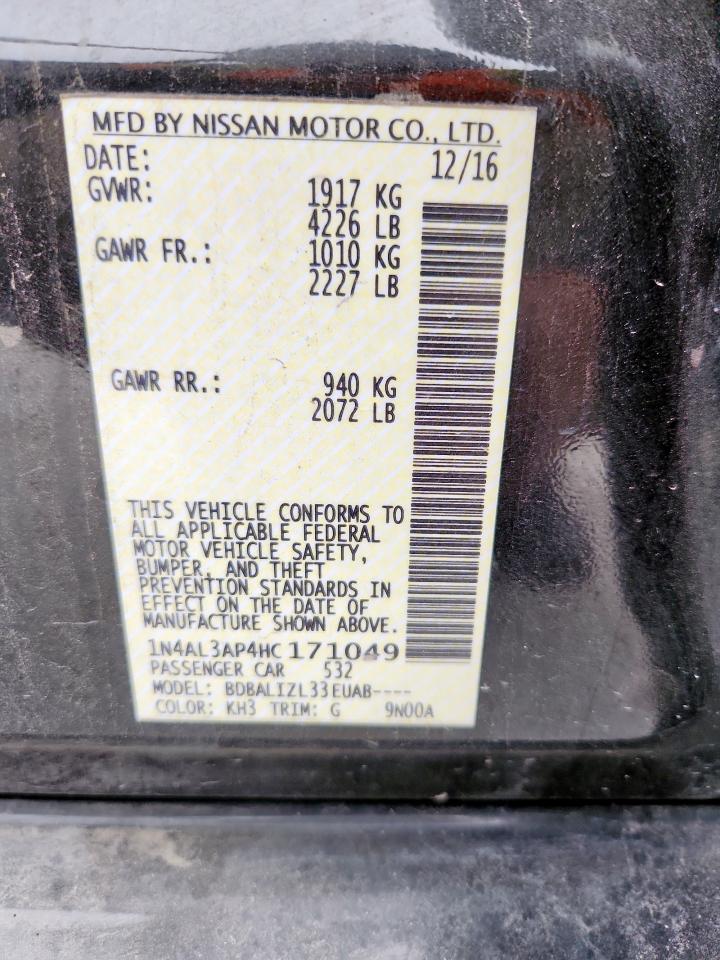 MFD BY NISSAN MOTOR CO., LTD.
DATE: 12/16
GVWR: 1917 KG
4226 LB
GAWR FR.: 1010 KG
2227 LB
GAWR RR.: 940 KG
2072 LB
THIS VEHICLE CONFORMS TO
ALL APPLICABLE FEDERAL
MOTOR VEHICLE SAFETY,
BUMPER, AND THEFT
PREVENTION STANDARDS IN
EFFECT ON THE DATE OF
MANUFACTURE SHOWN ABOVE.
1N4AL3AP4HC171049
PASSENGER CAR 532
MODEL: BDBALIZL33EUAB----
COLOR: KH3 TRIM: G 9N00A